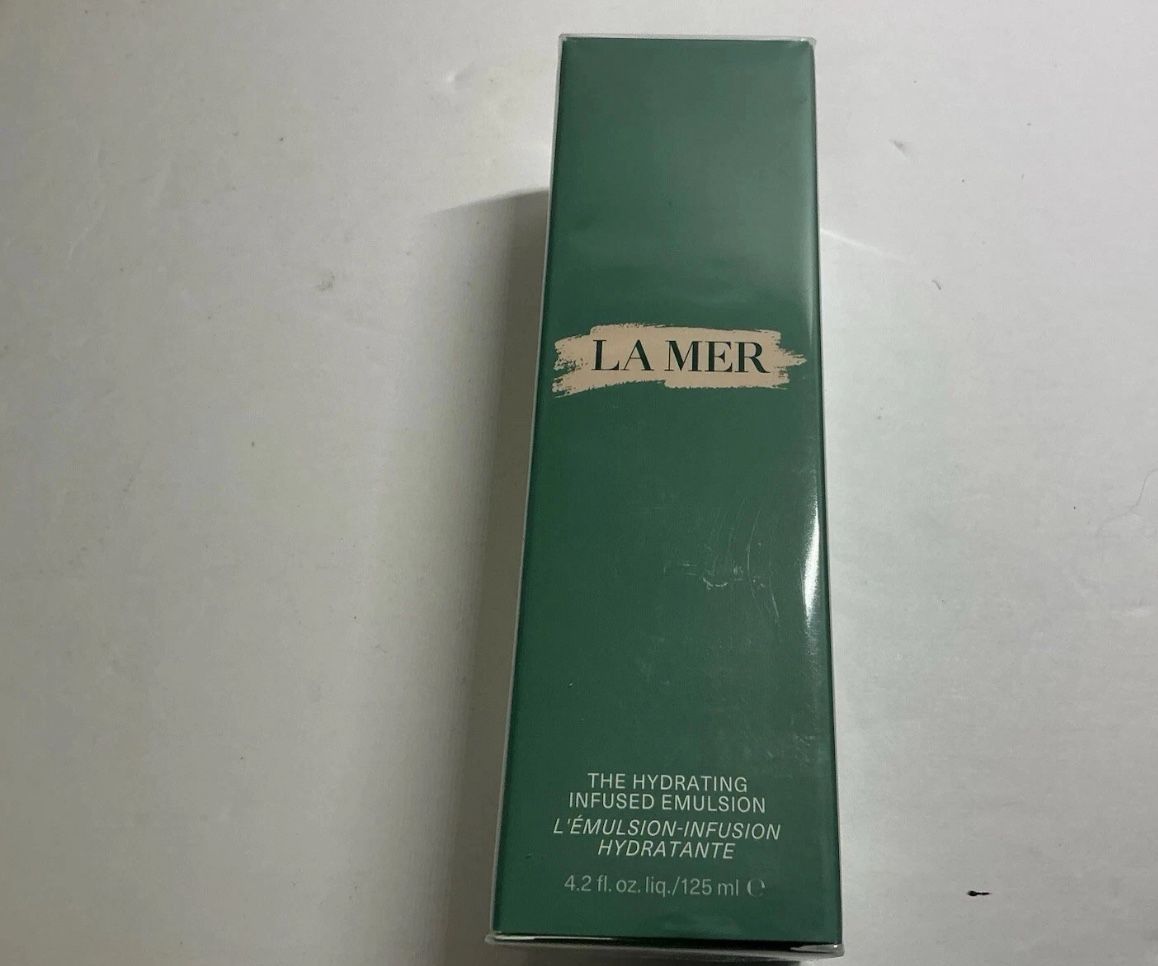 LA MER
THE HYDRATING
INFUSED EMULSION
L'ÉMULSION-INFUSION
HYDRATANTE
4.2 fl. oz. liq./125 ml ℮